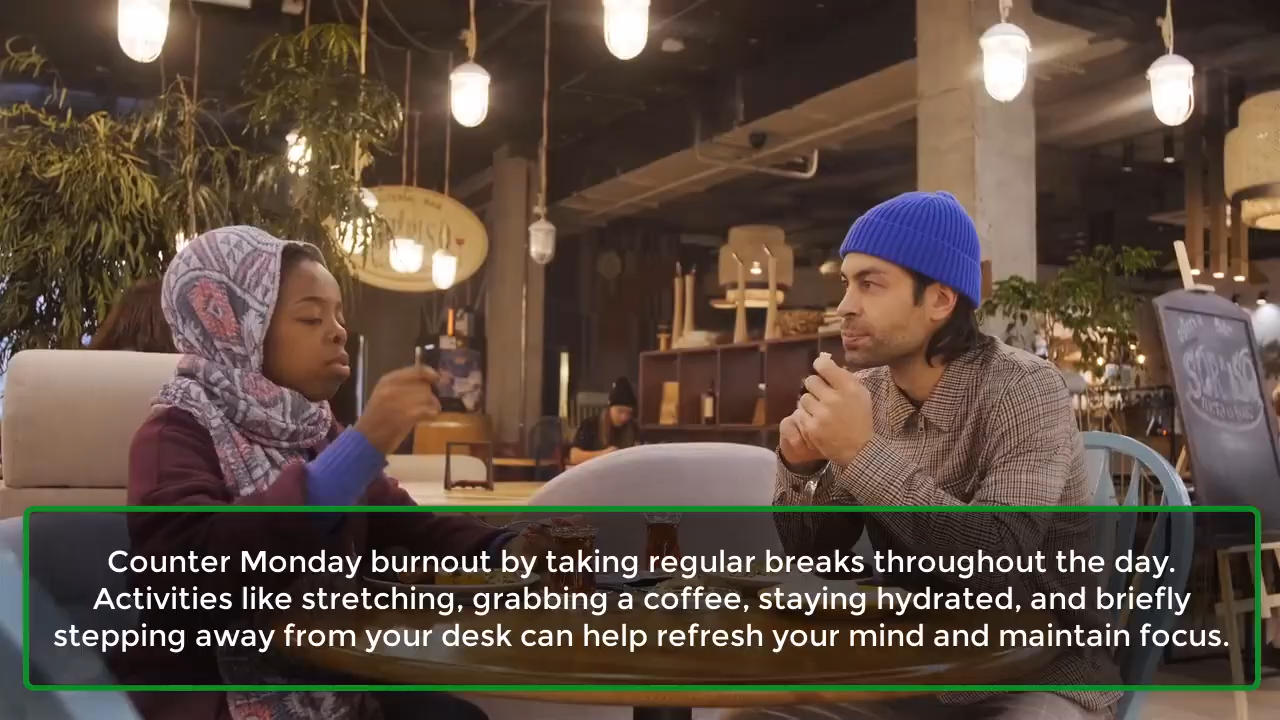 Counter Monday burnout by taking regular breaks throughout the day.
Activities like stretching, grabbing a coffee, staying hydrated, and briefly
stepping away from your desk can help refresh your mind and maintain focus.